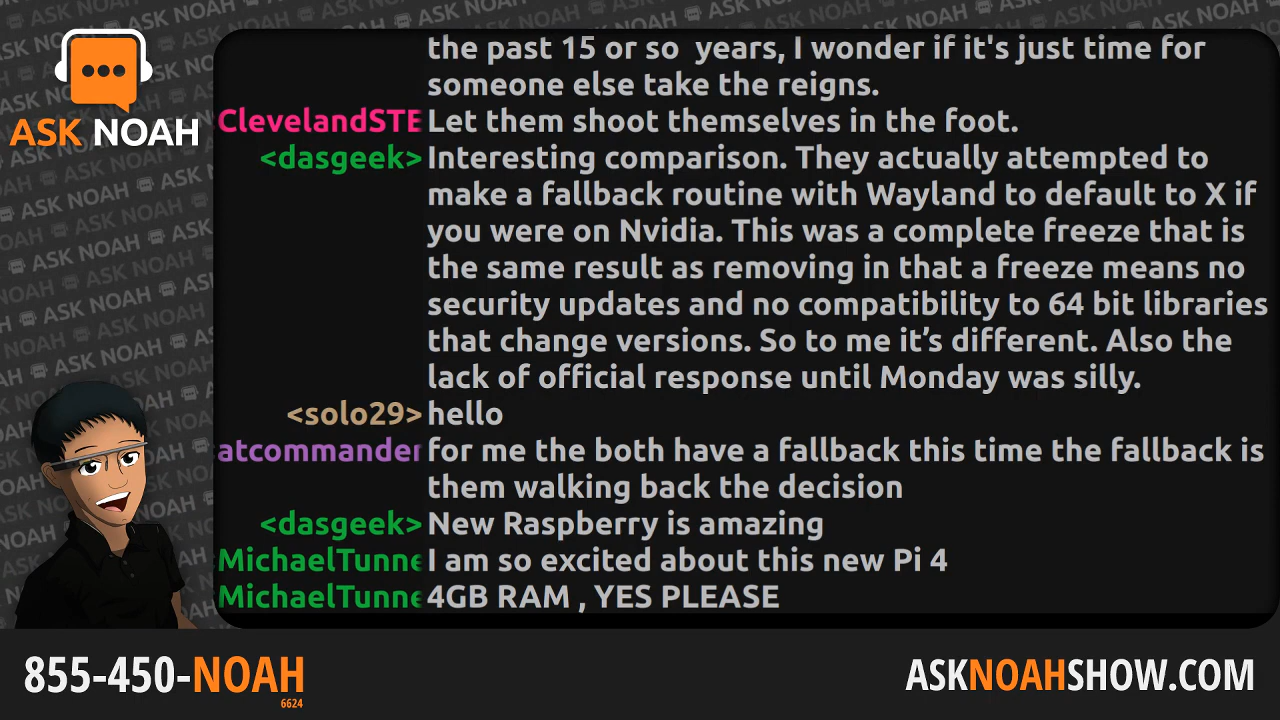 ASK NOAH
the past 15 or so years, I wonder if it's just time for
someone else take the reigns.
ClevelandSTE Let them shoot themselves in the foot.
<dasgeek> Interesting comparison. They actually attempted to
make a fallback routine with Wayland to default to X if
you were on Nvidia. This was a complete freeze that is
the same result as removing in that a freeze means no
security updates and no compatibility to 64 bit libraries
that change versions. So to me it’s different. Also the
lack of official response until Monday was silly.
<solo29> hello
atcommander for me the both have a fallback this time the fallback is
them walking back the decision
<dasgeek> New Raspberry is amazing
MichaelTunne I am so excited about this new Pi 4
MichaelTunne 4GB RAM , YES PLEASE
855-450-NOAH
6624
ASKNOAHSHOW.COM